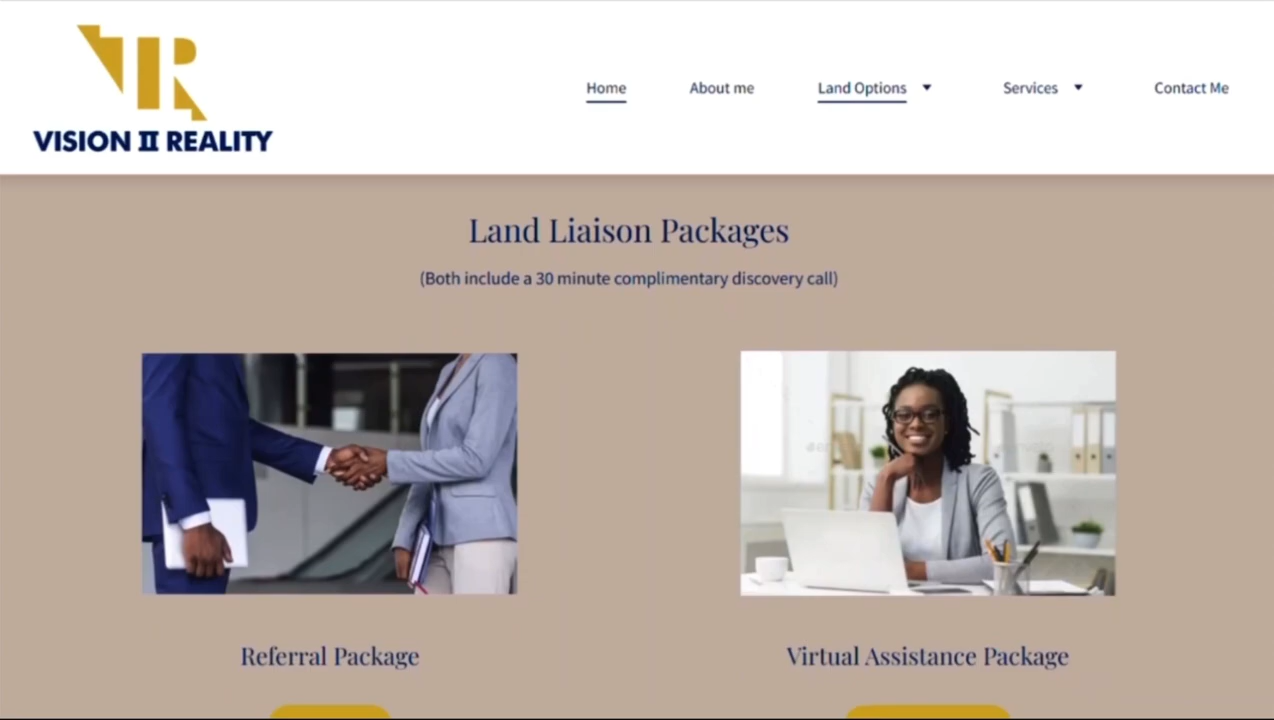 VISION II REALITY
Home About me Land Options Services Contact Me
Land Liaison Packages
(Both include a 30 minute complimentary discovery call)
Referral Package
Virtual Assistance Package